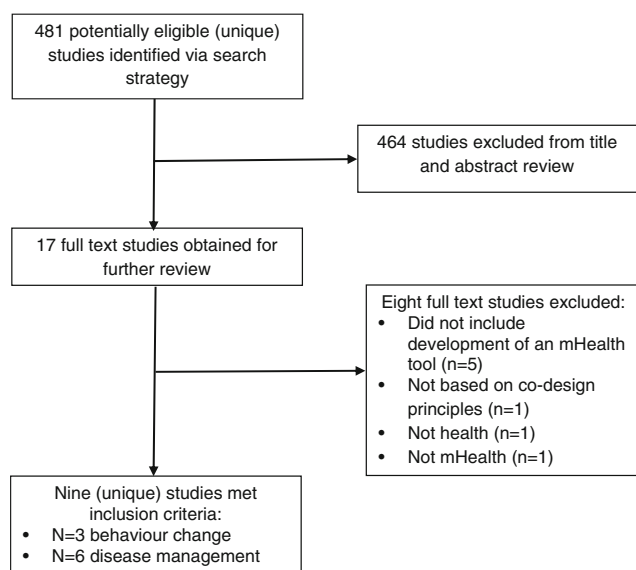 481 potentially eligible (unique)
studies identified via search
strategy
464 studies excluded from title
and abstract review
17 full text studies obtained for
further review
Eight full text studies excluded:
• Did not include
development of an mHealth
tool (n=5)
• Not based on co-design
principles (n=1)
• Not health (n=1)
• Not mHealth (n=1)
Nine (unique) studies met
inclusion criteria:
• N=3 behaviour change
• N=6 disease management